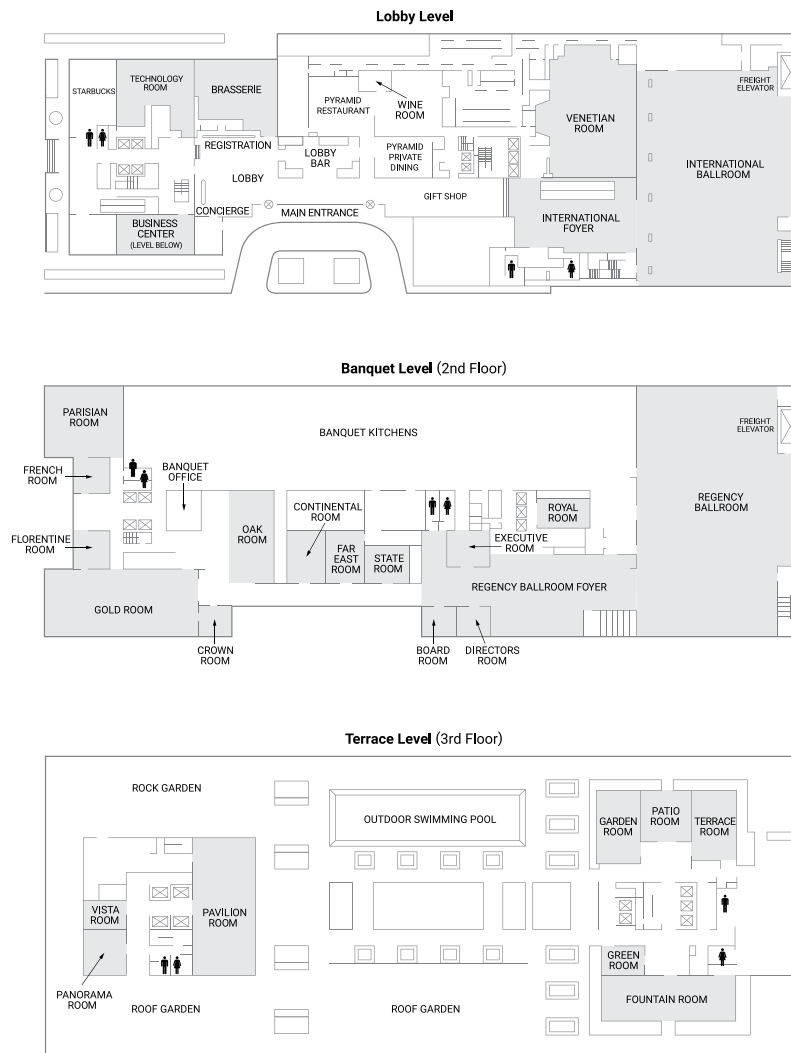 Lobby Level
STARBUCKS
TECHNOLOGY
ROOM
BRASSERIE
PYRAMID
RESTAURANT
WINE
ROOM
VENETIAN
ROOM
FREIGHT
ELEVATOR
INTERNATIONAL
BALLROOM
REGISTRATION
LOBBY
BAR
PYRAMID
PRIVATE
DINING
LOBBY
GIFT SHOP
CONCIERGE
MAIN ENTRANCE
INTERNATIONAL
FOYER
BUSINESS
CENTER
(LEVEL BELOW)
Banquet Level (2nd Floor)
PARISIAN
ROOM
BANQUET KITCHENS
FREIGHT
ELEVATOR
FRENCH
ROOM
BANQUET
OFFICE
CONTINENTAL
ROOM
ROYAL
ROOM
REGENCY
BALLROOM
FLORENTINE
ROOM
OAK
ROOM
FAR
EAST
ROOM
STATE
ROOM
EXECUTIVE
ROOM
REGENCY BALLROOM FOYER
GOLD ROOM
CROWN
ROOM
BOARD
ROOM
DIRECTORS
ROOM
Terrace Level (3rd Floor)
ROCK GARDEN
OUTDOOR SWIMMING POOL
GARDEN
ROOM
PATIO
ROOM
TERRACE
ROOM
VISTA
ROOM
PAVILION
ROOM
PANORAMA
ROOM
GREEN
ROOM
FOUNTAIN ROOM
ROOF GARDEN
ROOF GARDEN